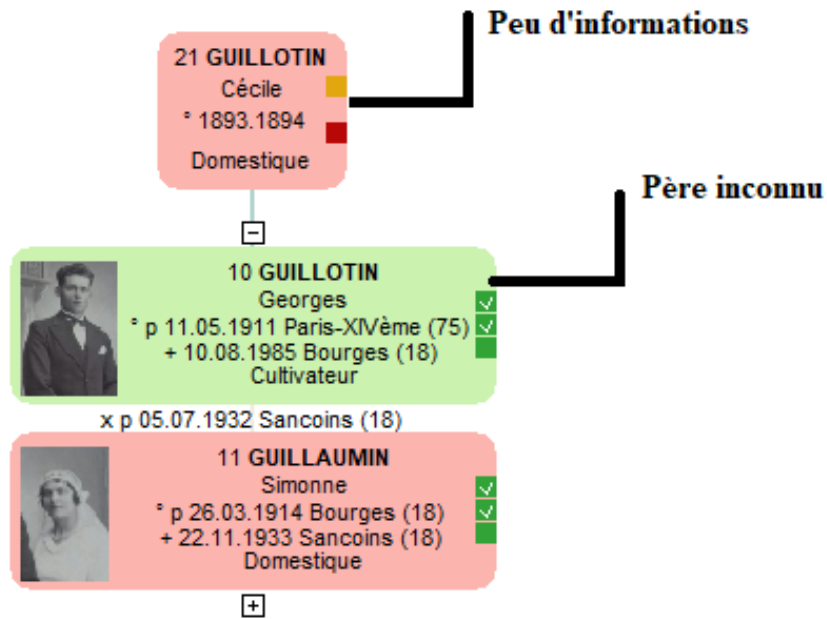 Peu d'informations
21 GUILLOTIN
Cécile
° 1893.1894
Domestique
Père inconnu
10 GUILLOTIN
Georges
° p 11.05.1911 Paris-XIVème (75)
+ 10.08.1985 Bourges (18)
Cultivateur
x p 05.07.1932 Sancoins (18)
11 GUILLAUMIN
Simonne
° p 26.03.1914 Bourges (18)
+ 22.11.1933 Sancoins (18)
Domestique